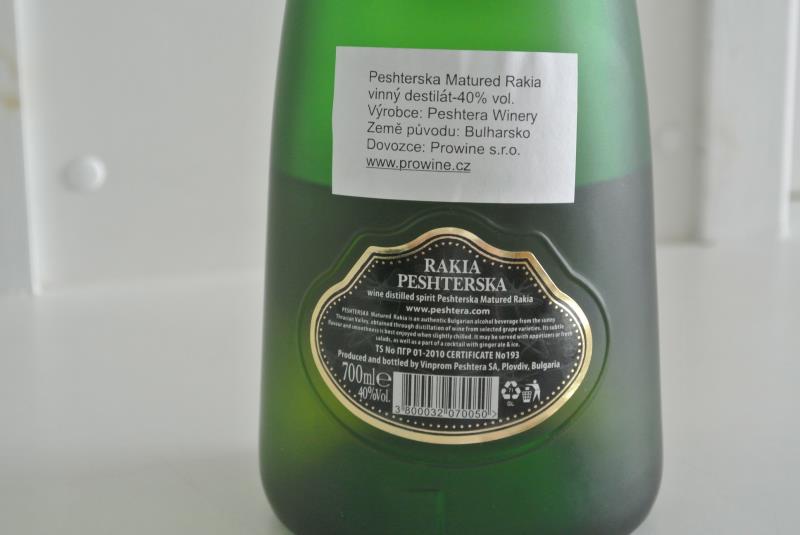 Peshterska Matured Rakia
vinný destilát-40% vol.
Výrobce: Peshtera Winery
Země původu: Bulharsko
Dovozce: Prowine s.r.o.
www.prowine.cz
RAKIA
PESHTERSKA
wine distilled spirit Peshterska Matured Rakia
www.peshtera.com
PESHTERSKA Matured Rakia is an authentic Bulgarian alcohol beverage from the sunny
Thracian Valley, obtained through distillation of wine from selected grape varieties. Its subtle
flavour and smoothness is best enjoyed when slightly chilled. It may be served with appetizers or fresh
salads, as well as a part of a cocktail with ginger ale & ice.
TS No ПГР 01-2010 CERTIFICATE No193
Produced and bottled by Vinprom Peshtera SA, Plovdiv, Bulgaria
700ml e
40%Vol.
3 800032 070050 >
71
GL